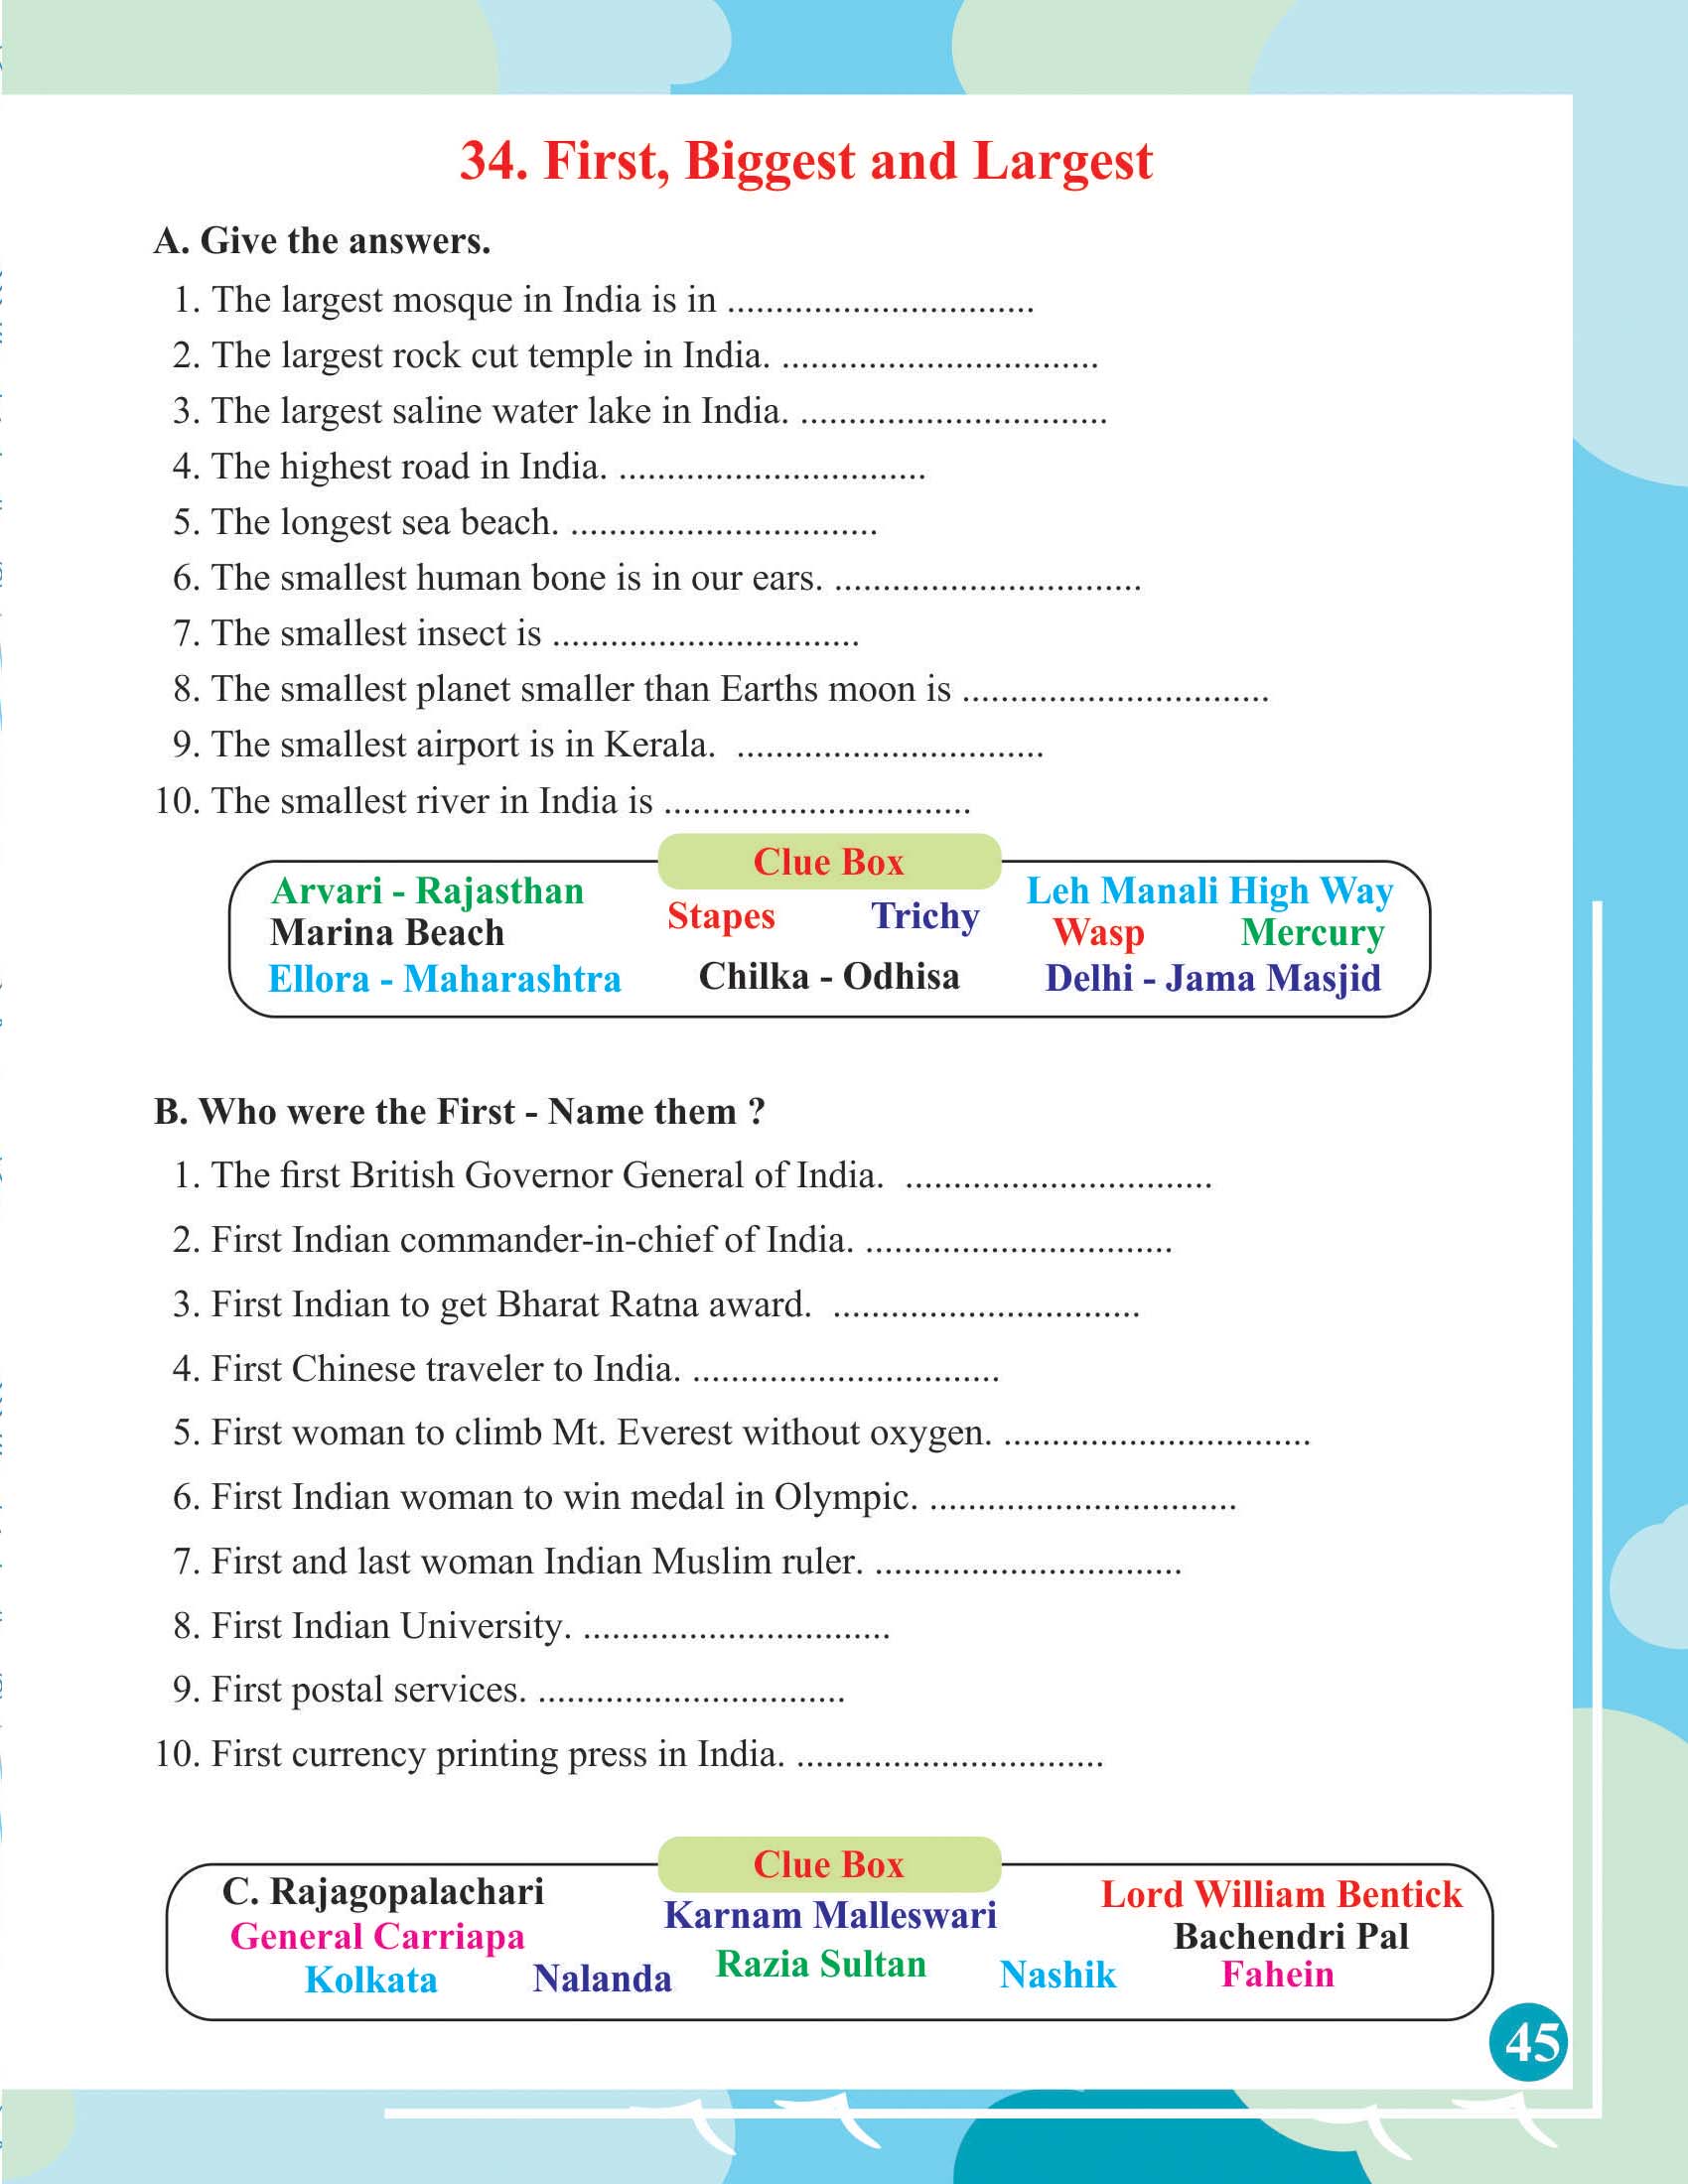 34. First, Biggest and Largest
A. Give the answers.
1. The largest mosque in India is in ................................
2. The largest rock cut temple in India. .................................
3. The largest saline water lake in India. ................................
4. The highest road in India. ................................
5. The longest sea beach. ................................
6. The smallest human bone is in our ears. ................................
7. The smallest insect is ................................
8. The smallest planet smaller than Earths moon is ................................
9. The smallest airport is in Kerala. ................................
10. The smallest river in India is ................................
Clue Box
Arvari - Rajasthan Stapes Trichy Leh Manali High Way
Marina Beach Wasp Mercury
Ellora - Maharashtra Chilka - Odhisa Delhi - Jama Masjid
B. Who were the First - Name them ?
1. The first British Governor General of India. ................................
2. First Indian commander-in-chief of India. ................................
3. First Indian to get Bharat Ratna award. ................................
4. First Chinese traveler to India. ................................
5. First woman to climb Mt. Everest without oxygen. ................................
6. First Indian woman to win medal in Olympic. ................................
7. First and last woman Indian Muslim ruler. ................................
8. First Indian University. ................................
9. First postal services. ................................
10. First currency printing press in India. ................................
Clue Box
C. Rajagopalachari Karnam Malleswari Lord William Bentick
General Carriapa Bachendri Pal
Kolkata Nalanda Razia Sultan Nashik Fahein
45